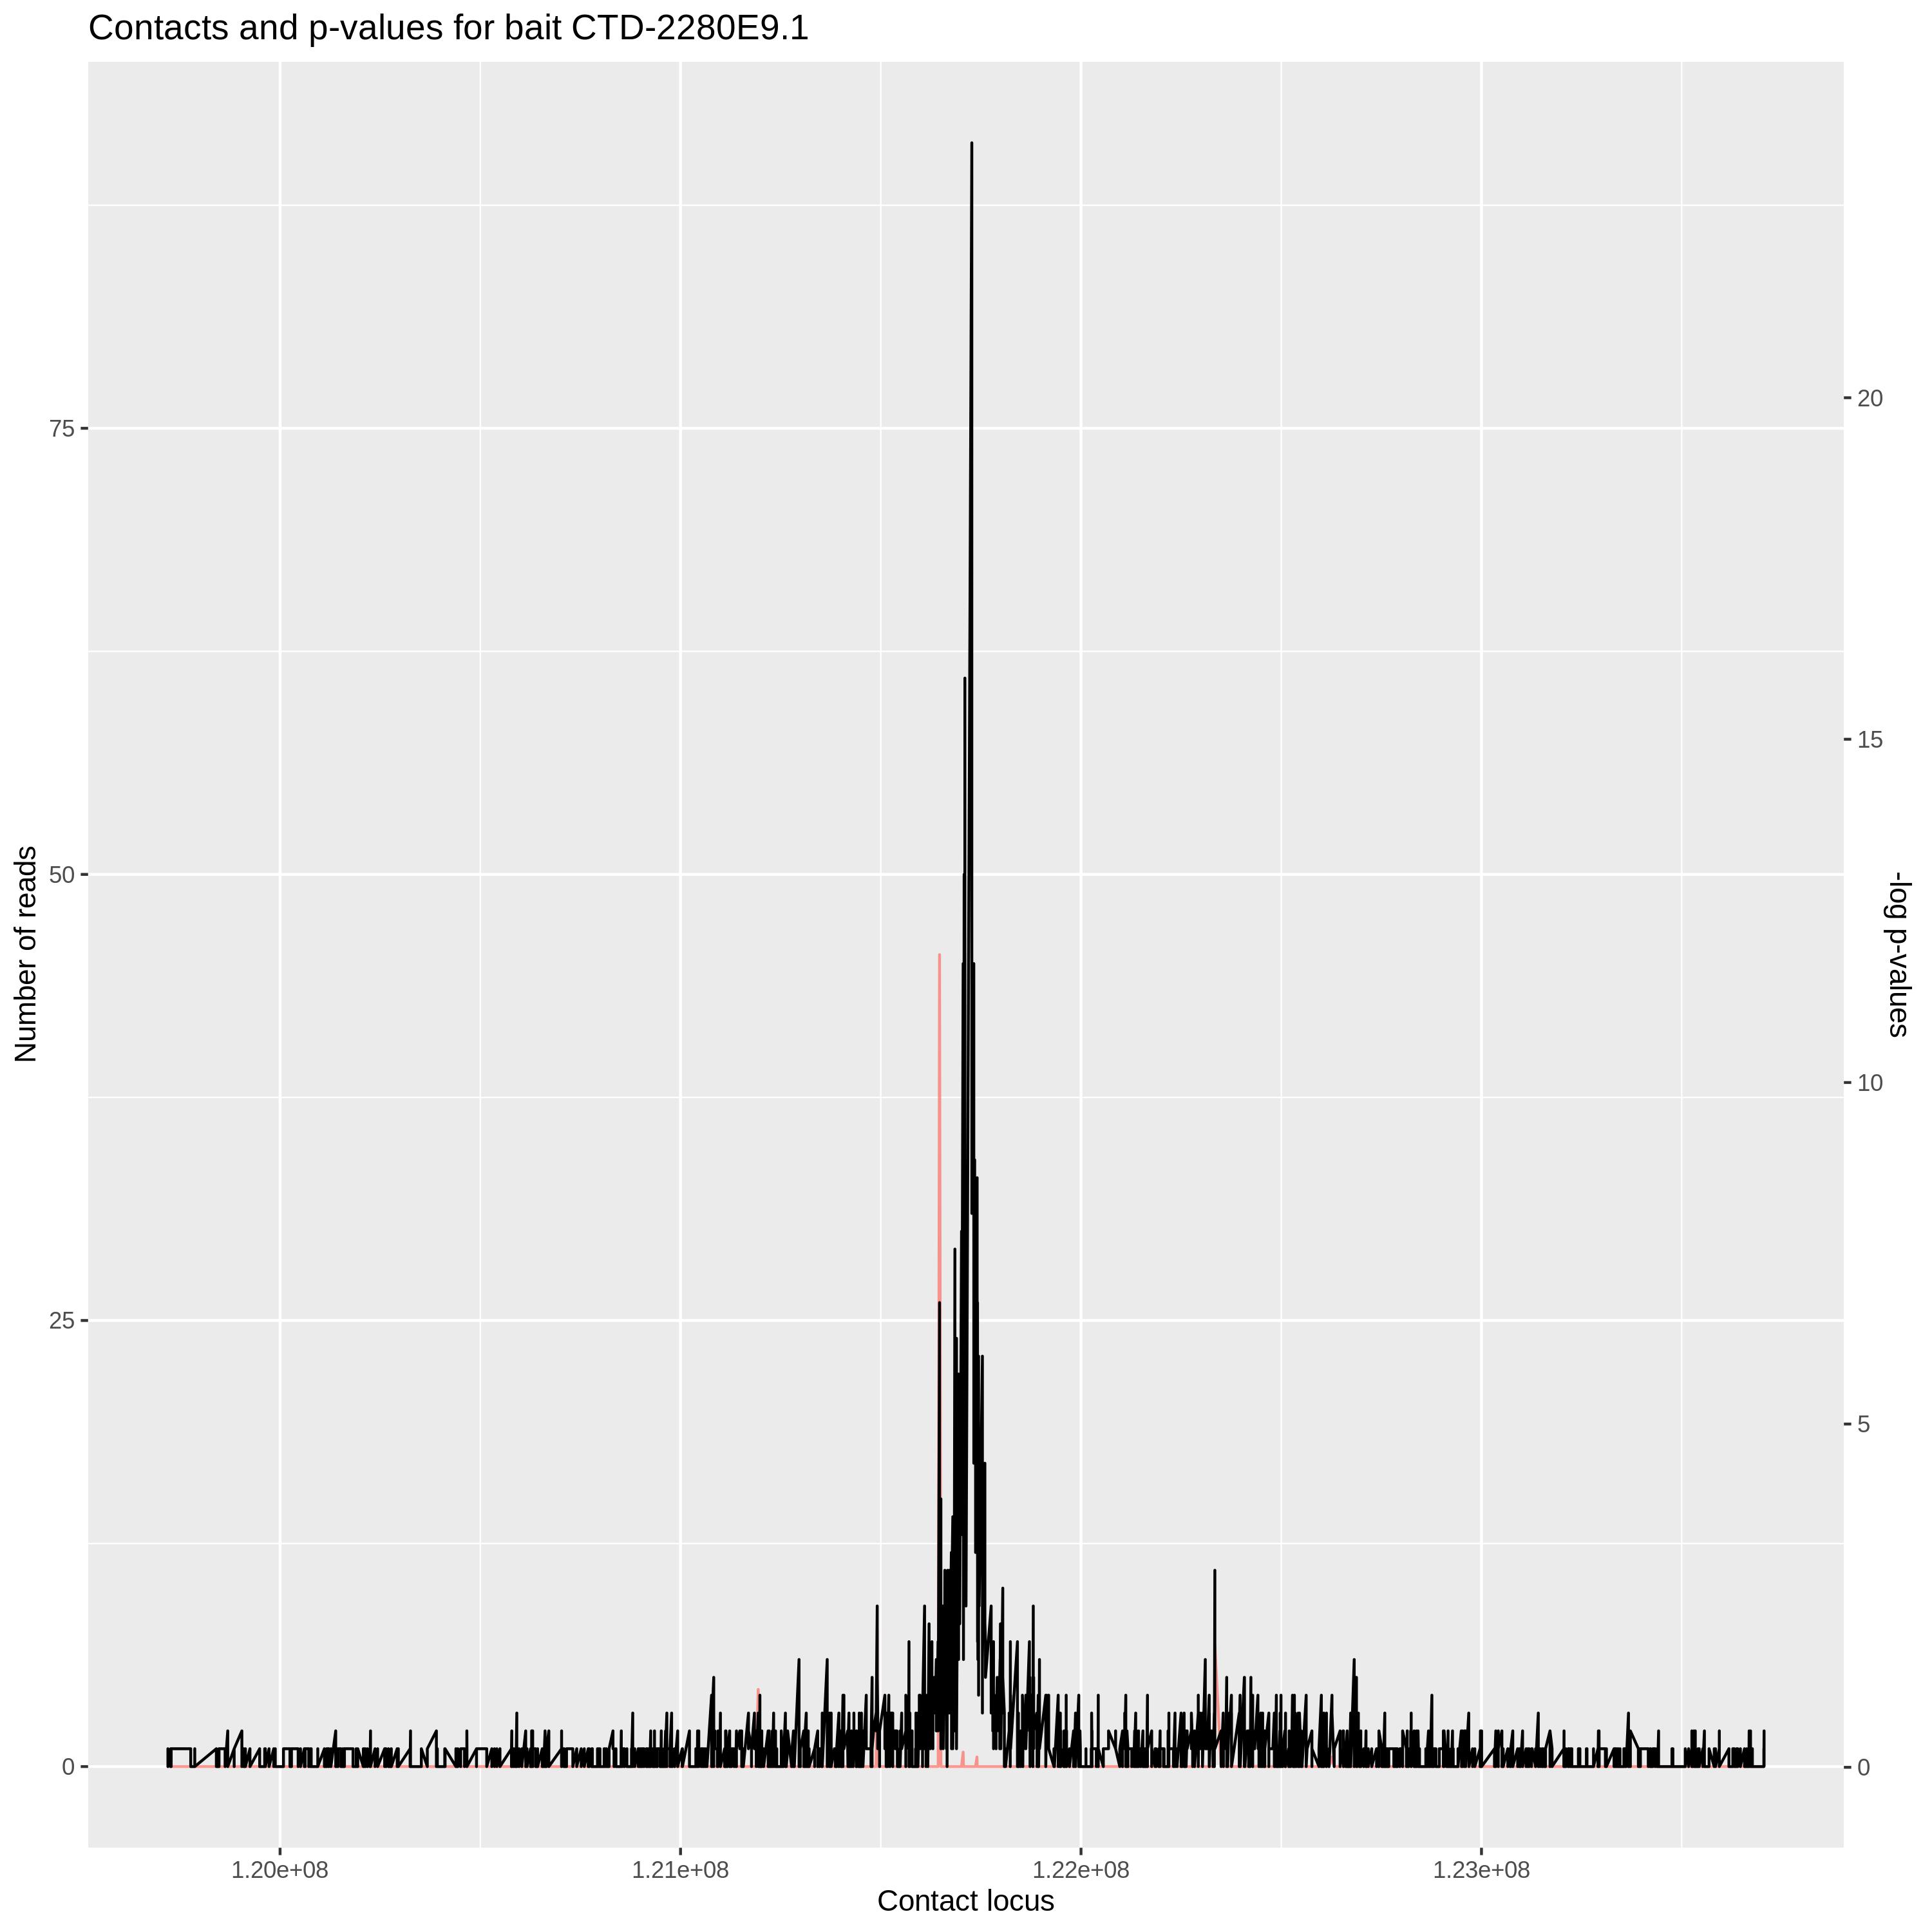 Contacts and p-values for bait CTD-2280E9.1
Number of reads
75
50
25
0
20
15
10
5
0
-log p-values
1.20e+08
1.21e+08
1.22e+08
1.23e+08
Contact locus